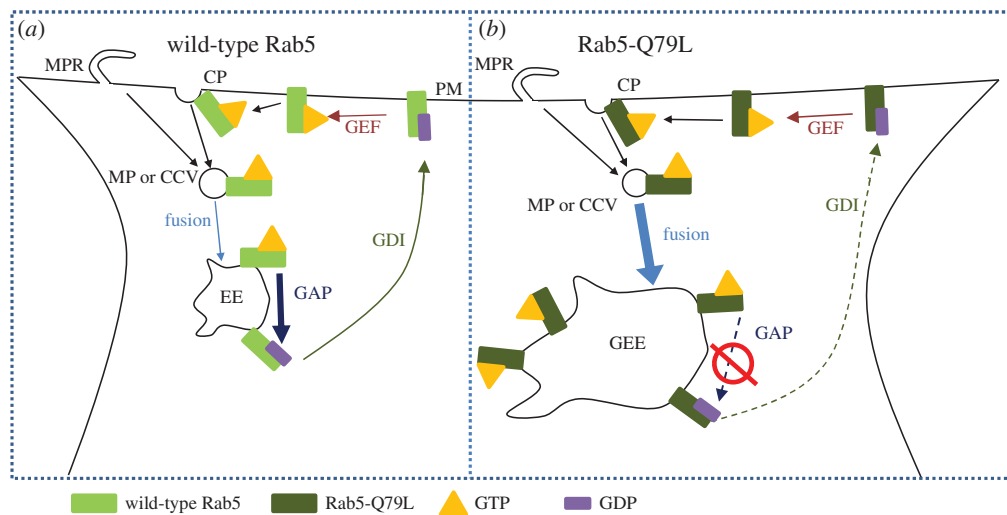 (a)
wild-type Rab5
MPR
CP
PM
GEF
MP or CCV
fusion
GDI
EE
GAP
(b)
Rab5-Q79L
MPR
CP
GEF
MP or CCV
GDI
fusion
GAP
GEE
wild-type Rab5
Rab5-Q79L
GTP
GDP